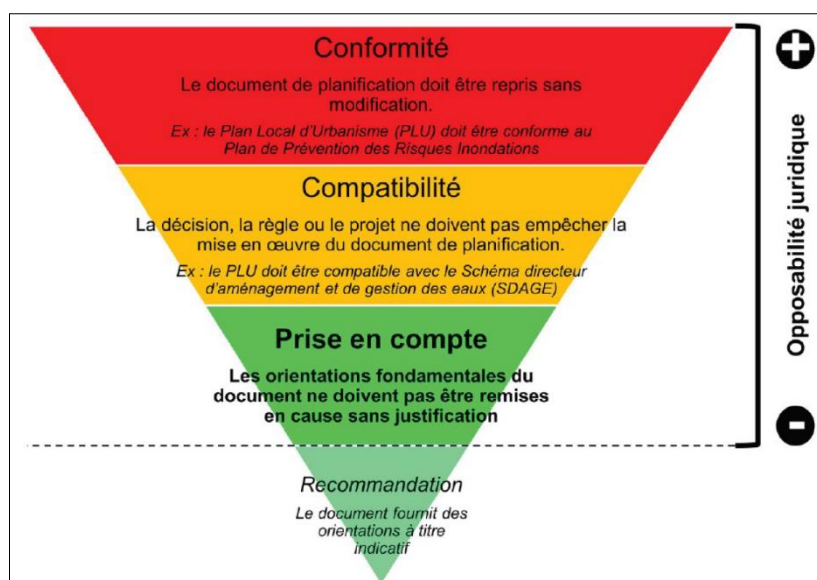 Conformité
Le document de planification doit être repris sans
modification.
Ex : le Plan Local d'Urbanisme (PLU) doit être conforme au
Plan de Prévention des Risques Inondations
Compatibilité
La décision, la règle ou le projet ne doivent pas empêcher la
mise en œuvre du document de planification.
Ex : le PLU doit être compatible avec le Schéma directeur
d'aménagement et de gestion des eaux (SDAGE)
Prise en compte
Les orientations fondamentales du
document ne doivent pas être remises
en cause sans justification
Recommandation
Le document fournit des
orientations à titre
indicatif
+
Opposabilité juridique
-